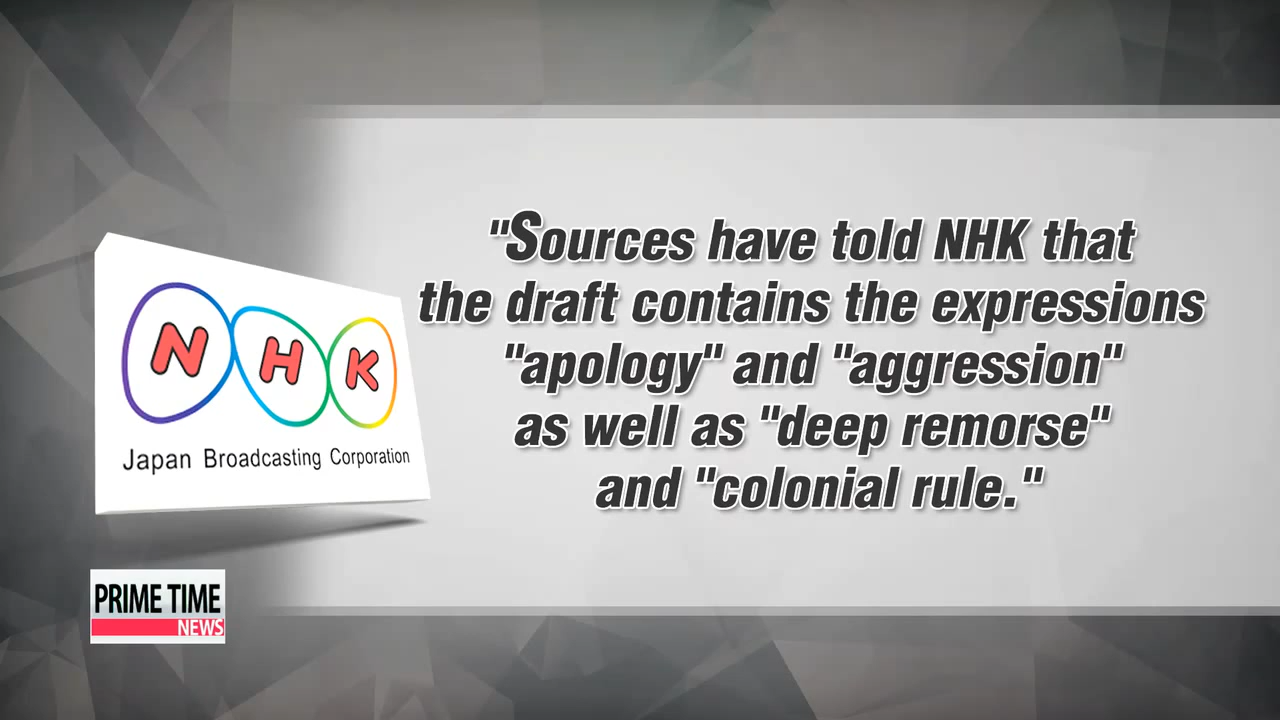 "Sources have told NHK that
the draft contains the expressions
"apology" and "aggression"
as well as "deep remorse"
and "colonial rule."
NHK
Japan Broadcasting Corporation
PRIME TIME
NEWS